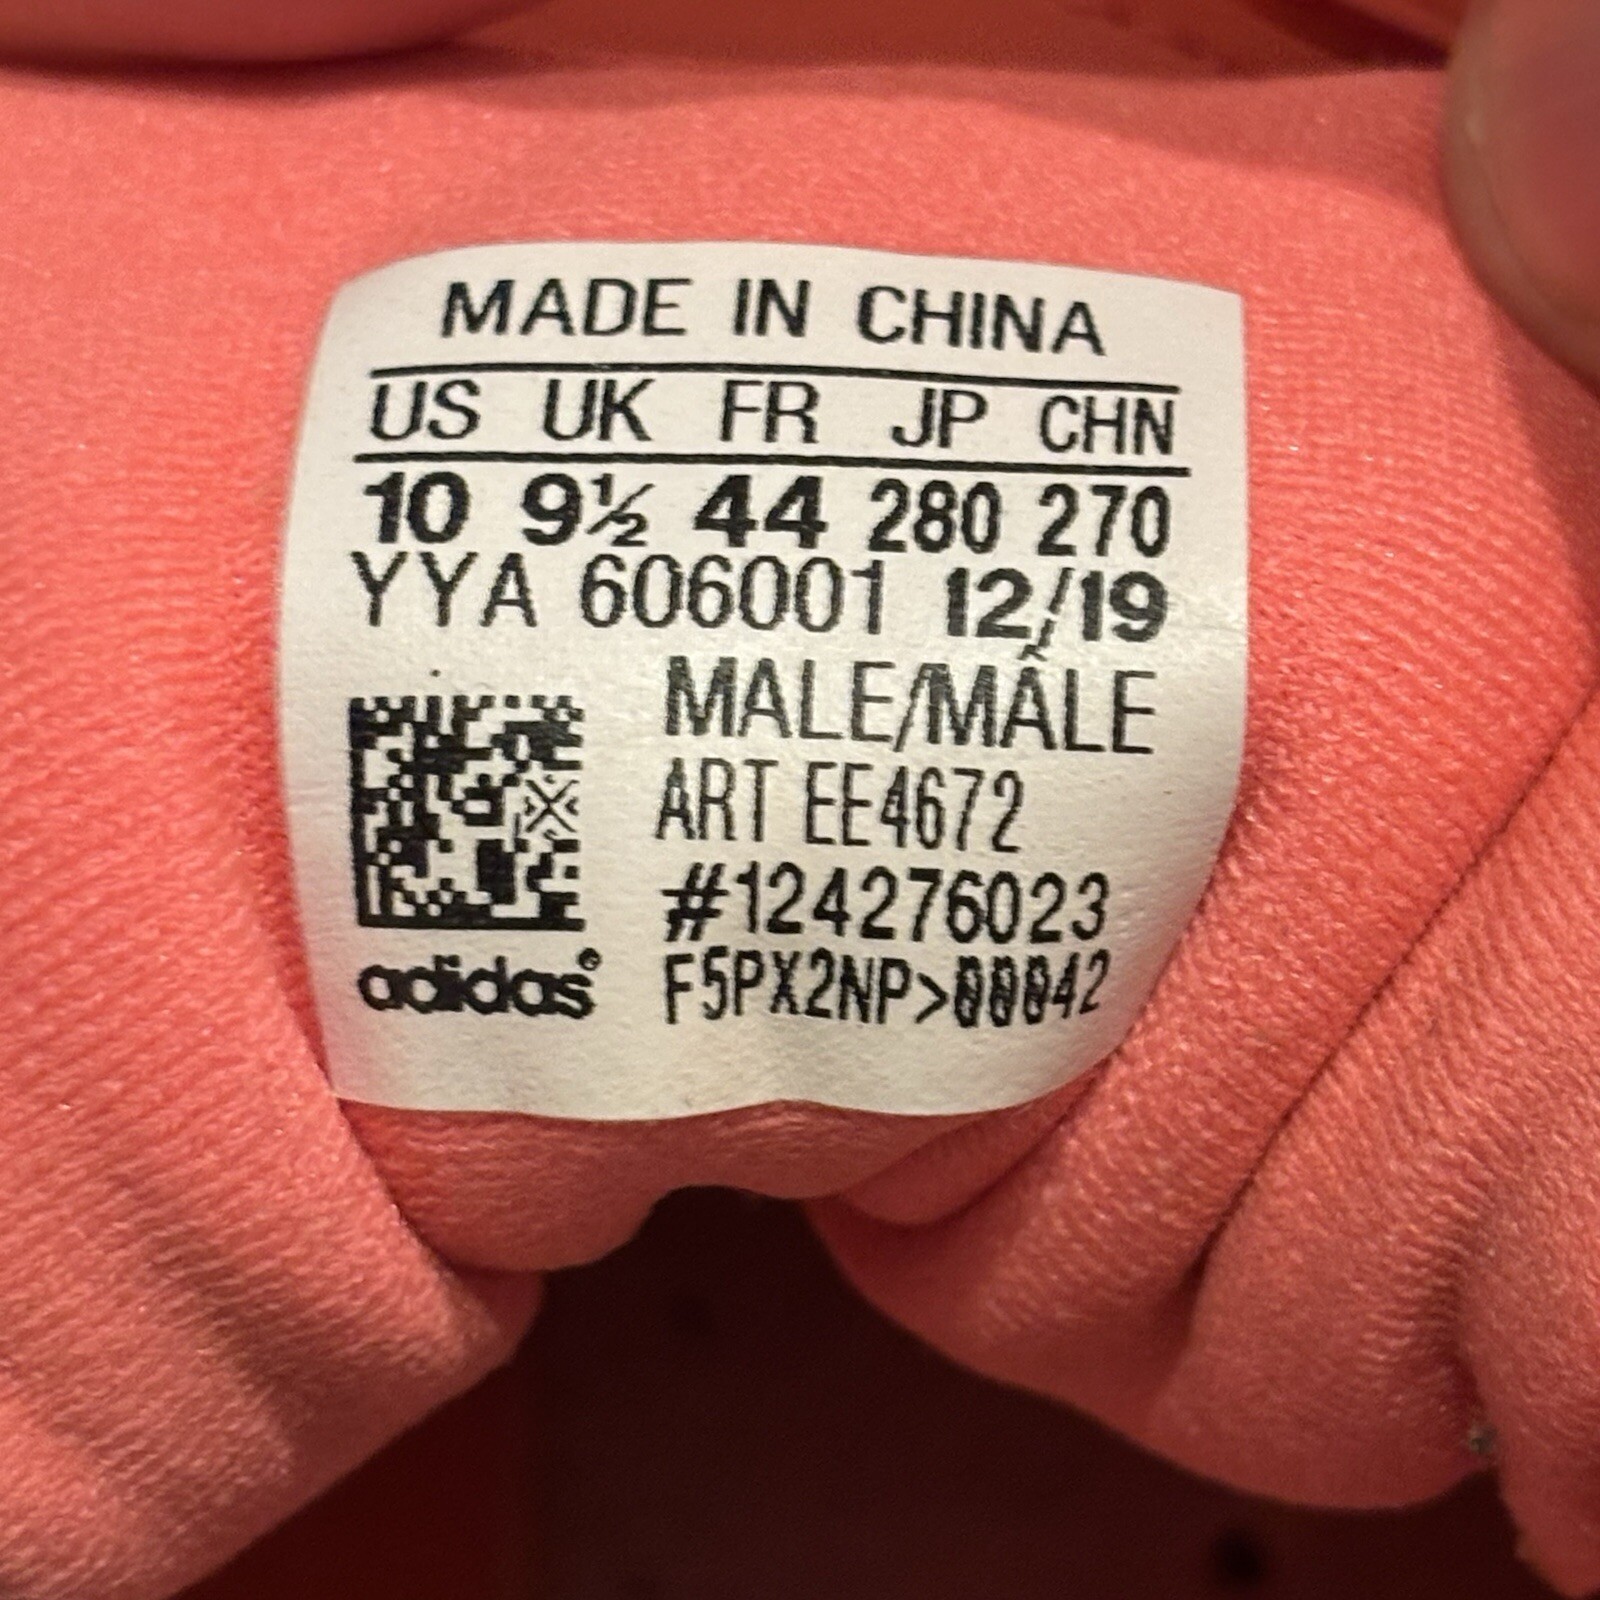 MADE IN CHINA
US UK FR JP CHN
10 9½ 44 280 270
YYA 606001 12/19
MALE/MÂLE
ART EE4672
#124276023
adidas® F5PX2NP>00042